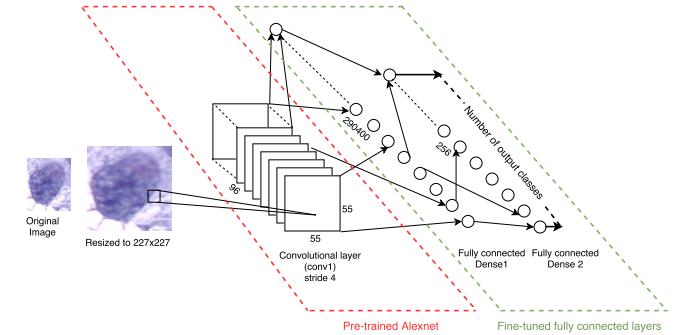 290400
Number of output classes
256
96
55
55
Original
Image
Resized to 227x227
Convolutional layer
(conv1)
stride 4
Fully connected
Dense1
Fully connected
Dense 2
Pre-trained Alexnet
Fine-tuned fully connected layers